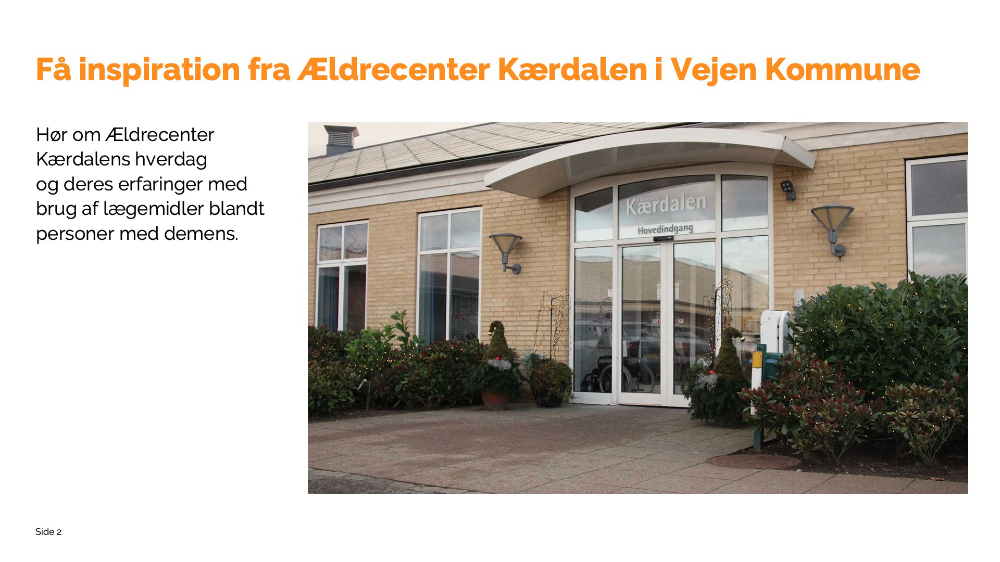 Få inspiration fra Ældrecenter Kærdalen i Vejen Kommune
Hør om Ældrecenter
Kærdalens hverdag
og deres erfaringer med
brug af lægemidler blandt
personer med demens.
Ældrecenter
Kærdalen
Hovedindgang
Side 2